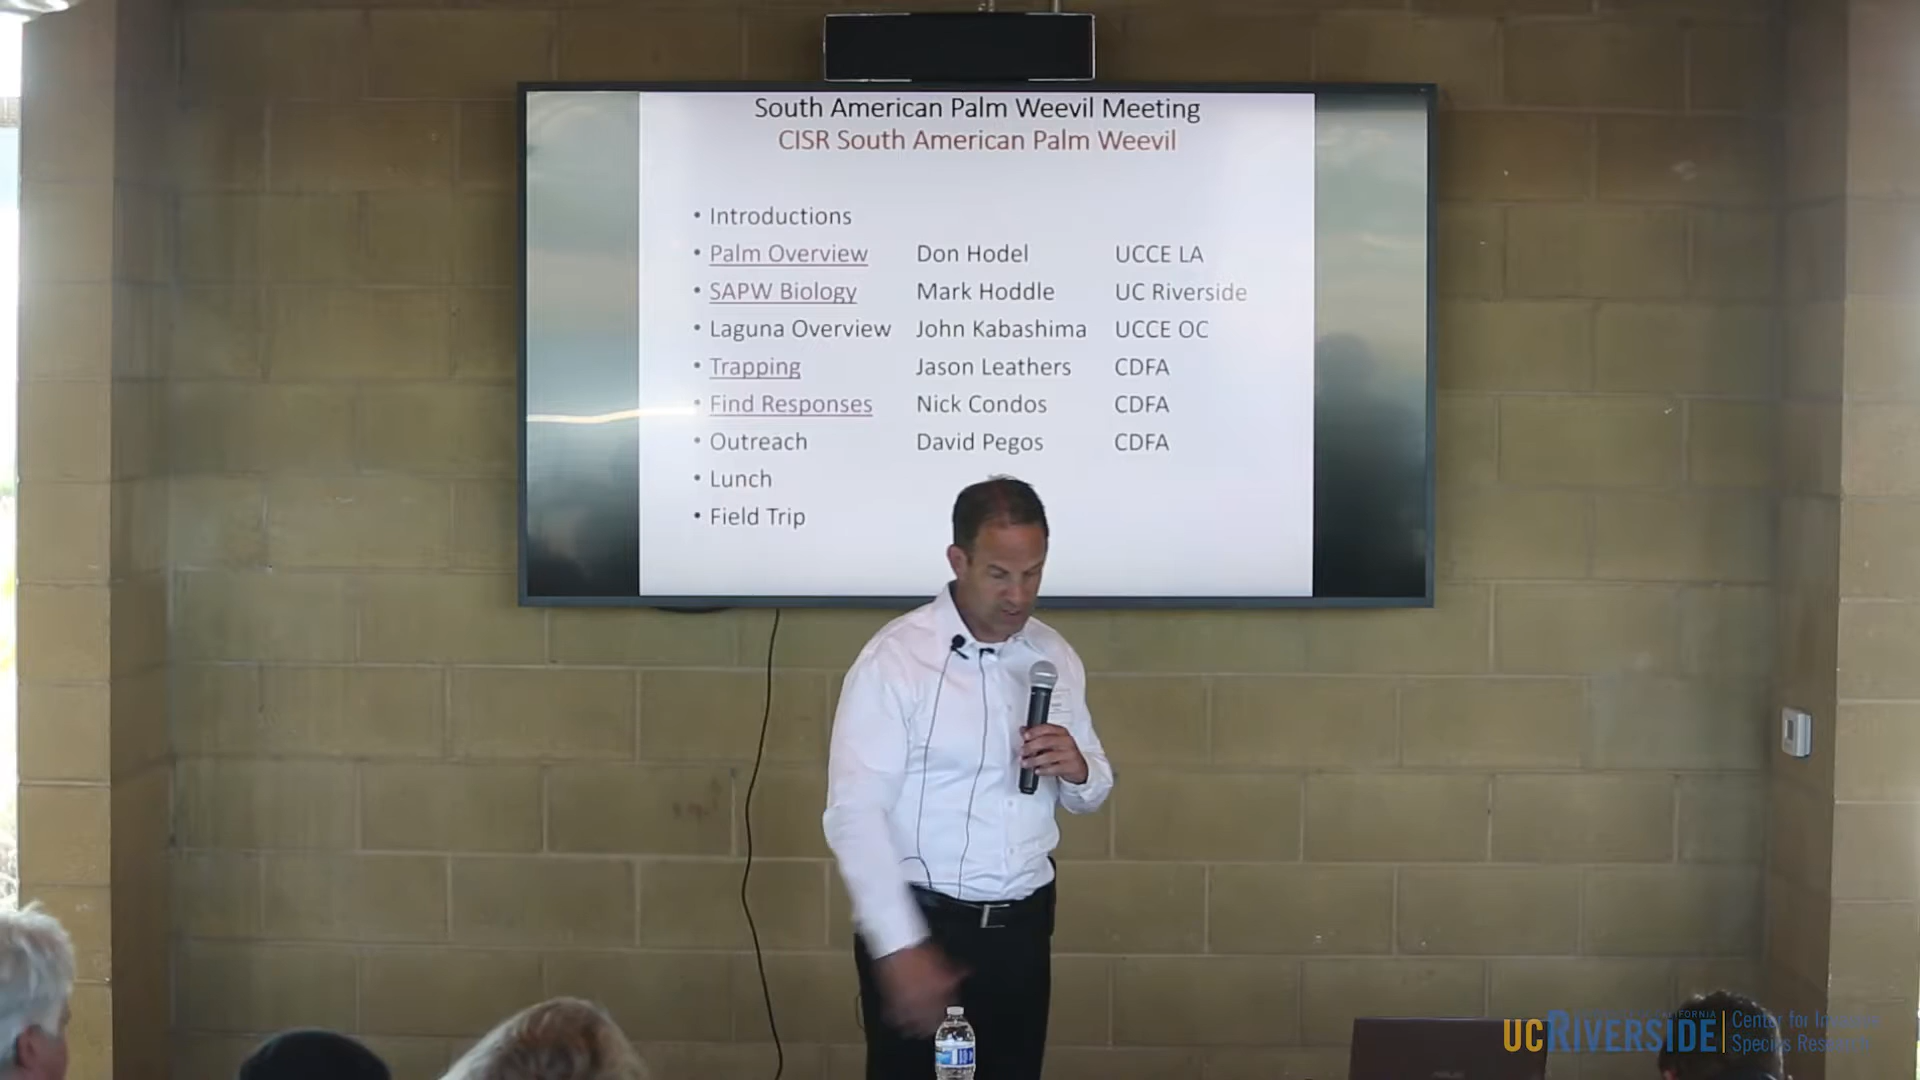 South American Palm Weevil Meeting
CISR South American Palm Weevil
• Introductions
• Palm Overview Don Hodel UCCE LA
• SAPW Biology Mark Hoddle UC Riverside
• Laguna Overview John Kabashima UCCE OC
• Trapping Jason Leathers CDFA
• Find Responses Nick Condos CDFA
• Outreach David Pegos CDFA
• Lunch
• Field Trip
UC RIVERSIDE
Center for Invasive
Species Research